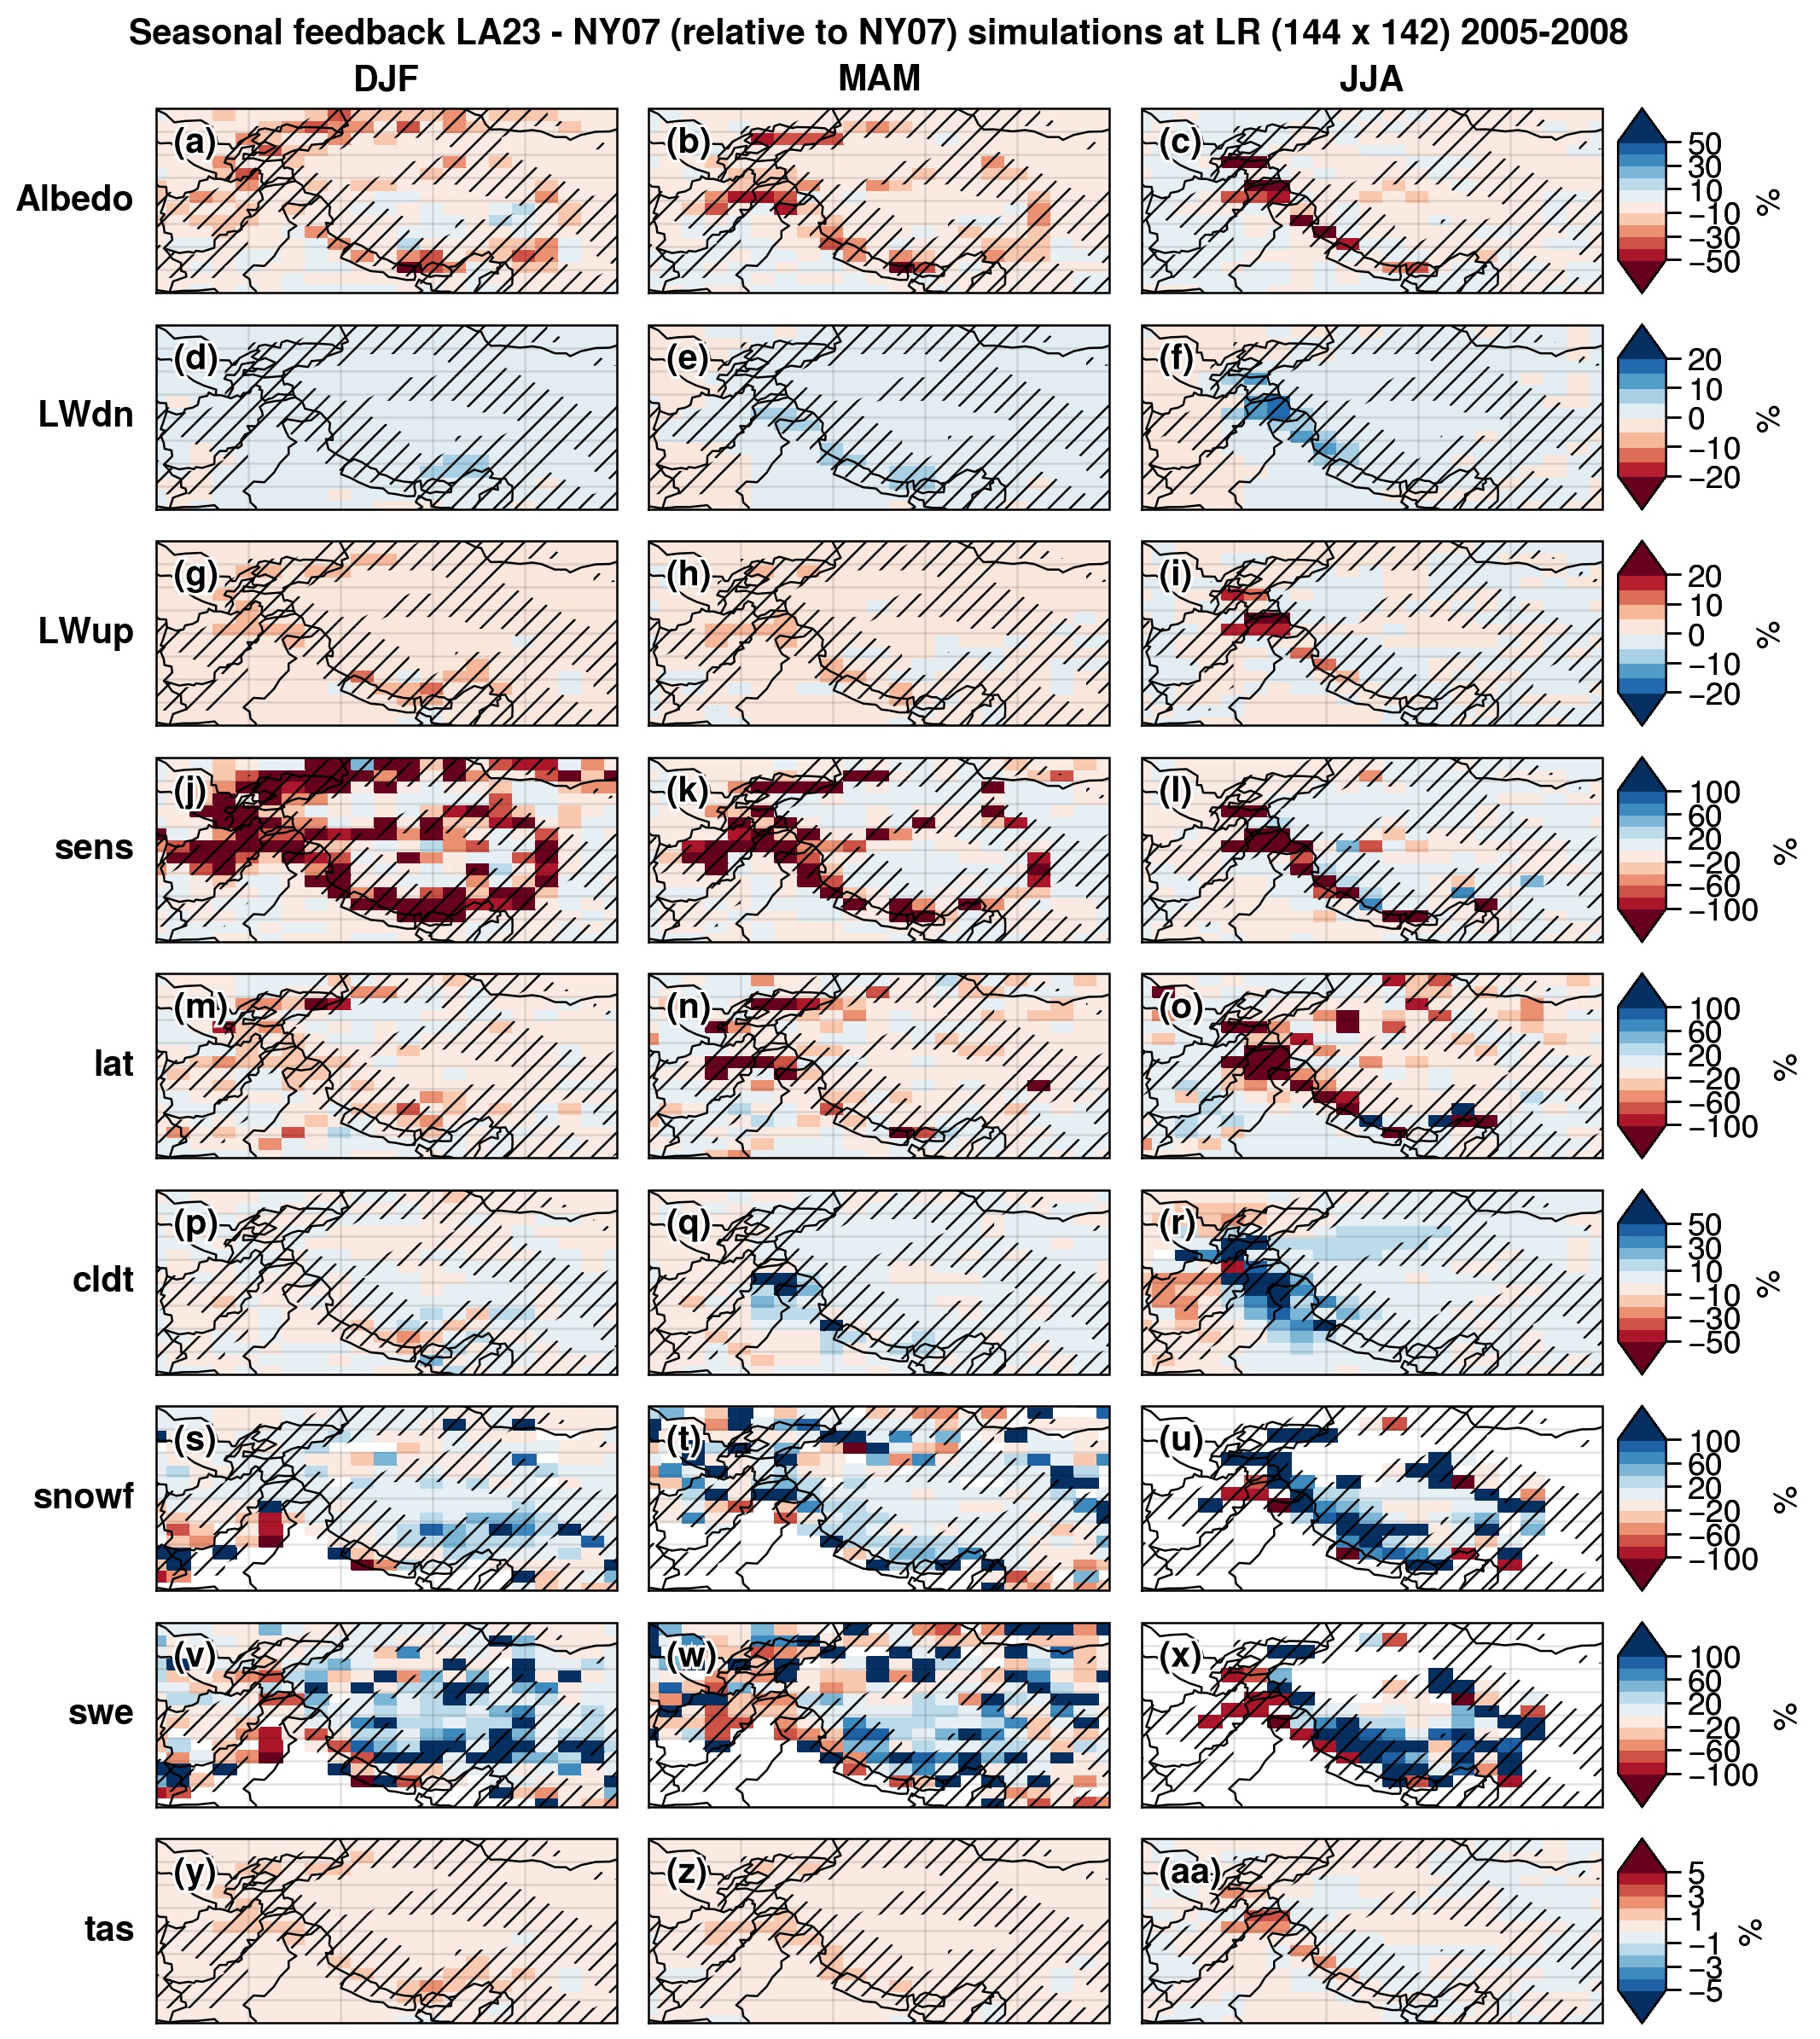 Seasonal feedback LA23 - NY07 (relative to NY07) simulations at LR (144 x 142) 2005-2008
DJF MAM JJA
Albedo (a) (b) (c) 50 30 10 −10 −30 −50 %
LWdn (d) (e) (f) 20 10 0 −10 −20 %
LWup (g) (h) (i) 20 10 0 −10 −20 %
sens (j) (k) (l) 100 60 20 −20 −60 −100 %
lat (m) (n) (o) 100 60 20 −20 −60 −100 %
cldt (p) (q) (r) 50 30 10 −10 −30 −50 %
snowf (s) (t) (u) 100 60 20 −20 −60 −100 %
swe (v) (w) (x) 100 60 20 −20 −60 −100 %
tas (y) (z) (aa) 5 3 1 −1 −3 −5 %